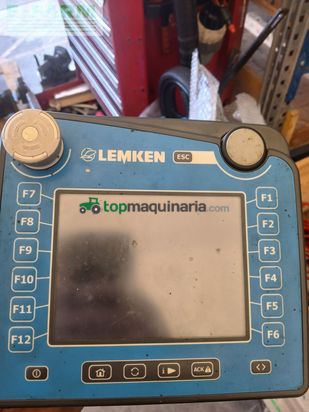 LEMKEN ESC
topmaquinaria.com
F7 F1
F8 F2
F9 F3
F10 F4
F11 F5
F12 F6
i ACK